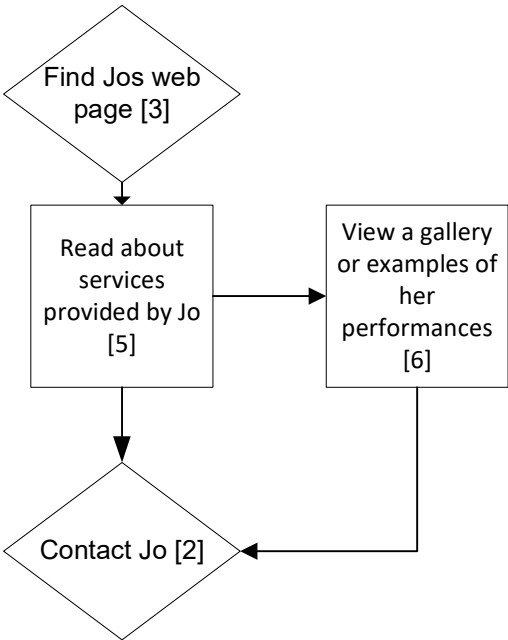 Find Jos web
page [3]
Read about
services
provided by Jo
[5]
View a gallery
or examples of
her
performances
[6]
Contact Jo [2]